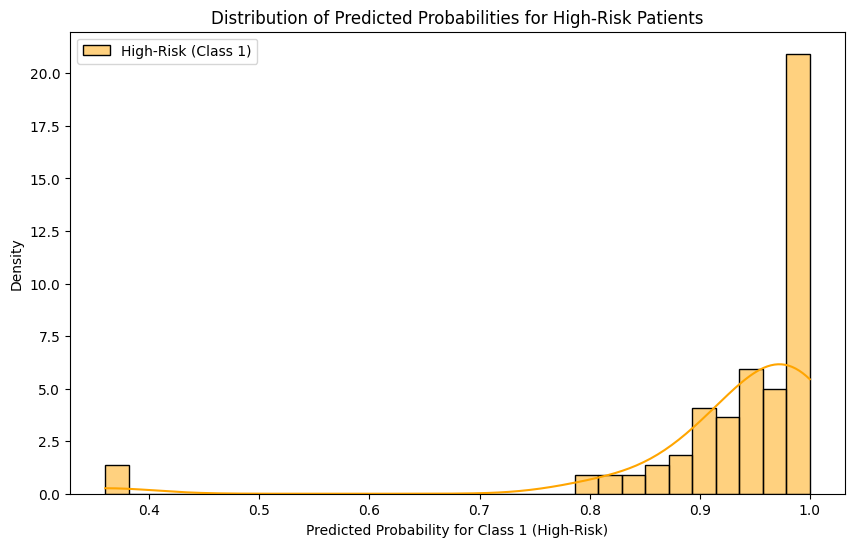 Distribution of Predicted Probabilities for High-Risk Patients
High-Risk (Class 1)
20.0
17.5
15.0
12.5
10.0
7.5
5.0
2.5
0.0
Density
0.4 0.5 0.6 0.7 0.8 0.9 1.0
Predicted Probability for Class 1 (High-Risk)